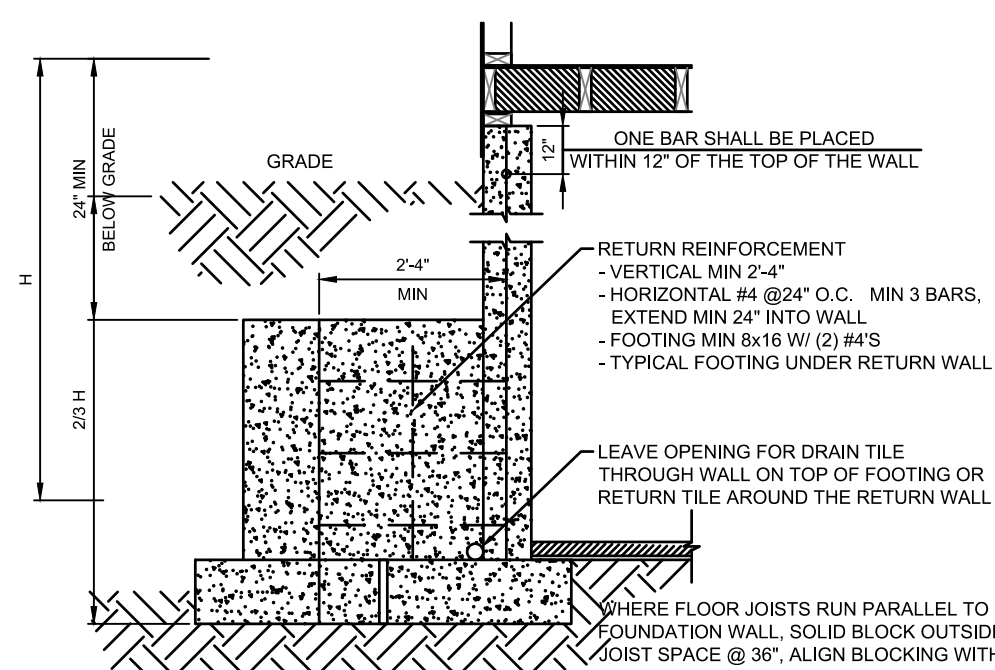 ONE BAR SHALL BE PLACED
WITHIN 12" OF THE TOP OF THE WALL
12"
GRADE
24" MIN
BELOW GRADE
H
2'-4"
MIN
RETURN REINFORCEMENT
- VERTICAL MIN 2'-4"
- HORIZONTAL #4 @24" O.C. MIN 3 BARS,
EXTEND MIN 24" INTO WALL
- FOOTING MIN 8x16 W/ (2) #4'S
- TYPICAL FOOTING UNDER RETURN WALL
2/3 H
LEAVE OPENING FOR DRAIN TILE
THROUGH WALL ON TOP OF FOOTING OR
RETURN TILE AROUND THE RETURN WALL
WHERE FLOOR JOISTS RUN PARALLEL TO
FOUNDATION WALL, SOLID BLOCK
JOIST SPACE @ 36", ALIGN BLOCKING